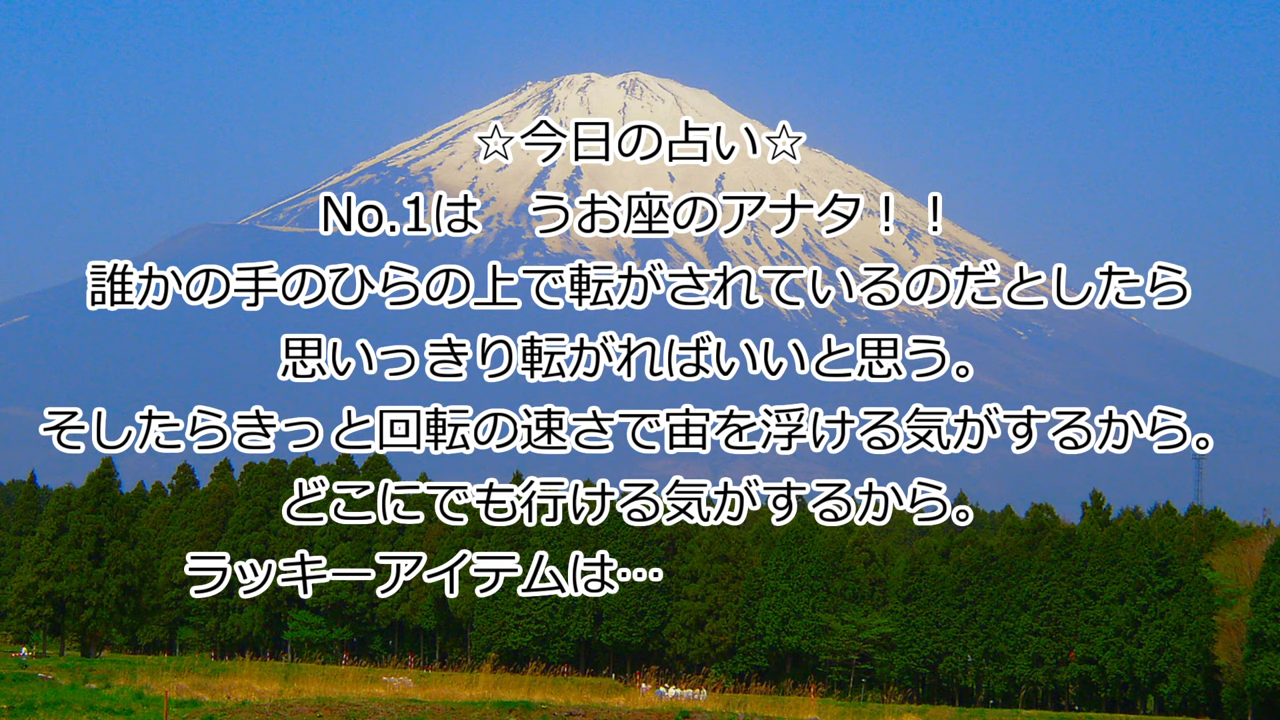 ☆今日の占い☆
No.1は　うお座のアナタ！！
誰かの手のひらの上で転がされているのだとしたら
思いっきり転がればいいと思う。
そしたらきっと回転の速さで宙を浮ける気がするから。
どこにでも行ける気がするから。
ラッキーアイテムは…